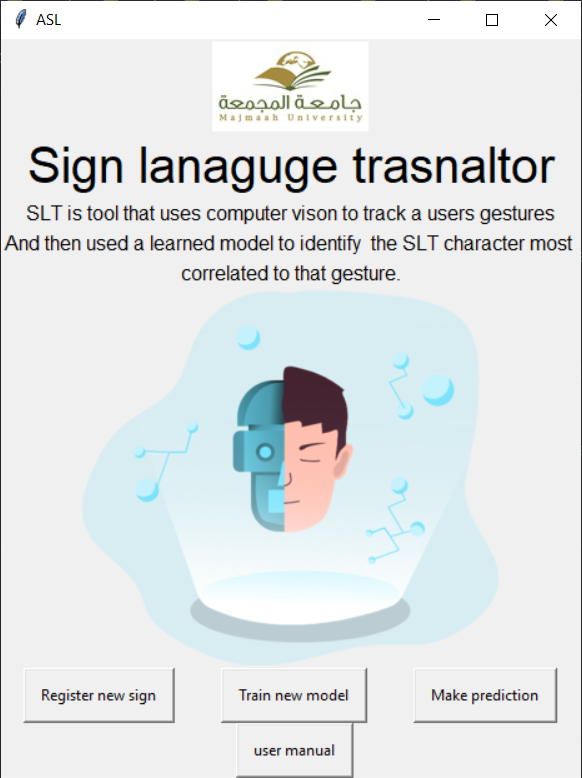 ASL
جامعة المجمعة
Majmaah University
Sign lanaguge trasnaltor
SLT is tool that uses computer vison to track a users gestures
And then used a learned model to identify the SLT character most
correlated to that gesture.
Register new sign
Train new model
Make prediction
user manual